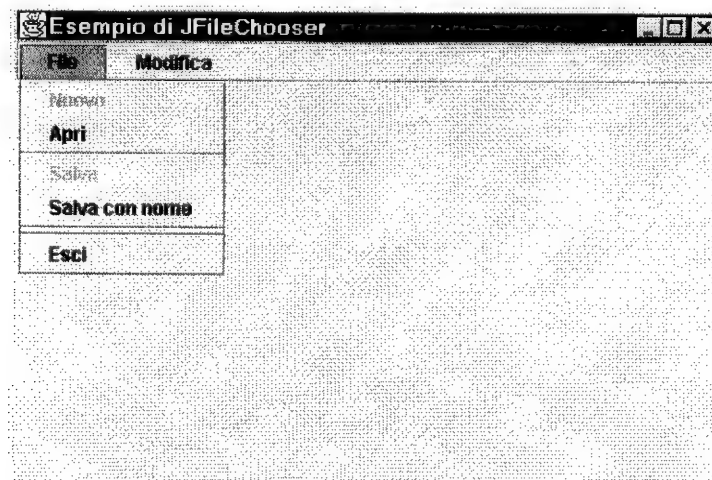 Esempio di JFileChooser
File Modifica
Nuovo
Apri
Salva
Salva con nome
Esci